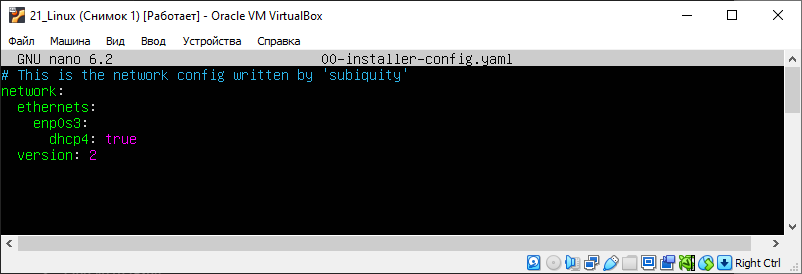 21_Linux (Снимок 1) [Работает] - Oracle VM VirtualBox
Файл Машина Вид Ввод Устройства Справка
GNU nano 6.2 00-installer-config.yaml
# This is the network config written by 'subiquity'
network:
  ethernets:
    enp0s3:
      dhcp4: true
  version: 2
Right Ctrl